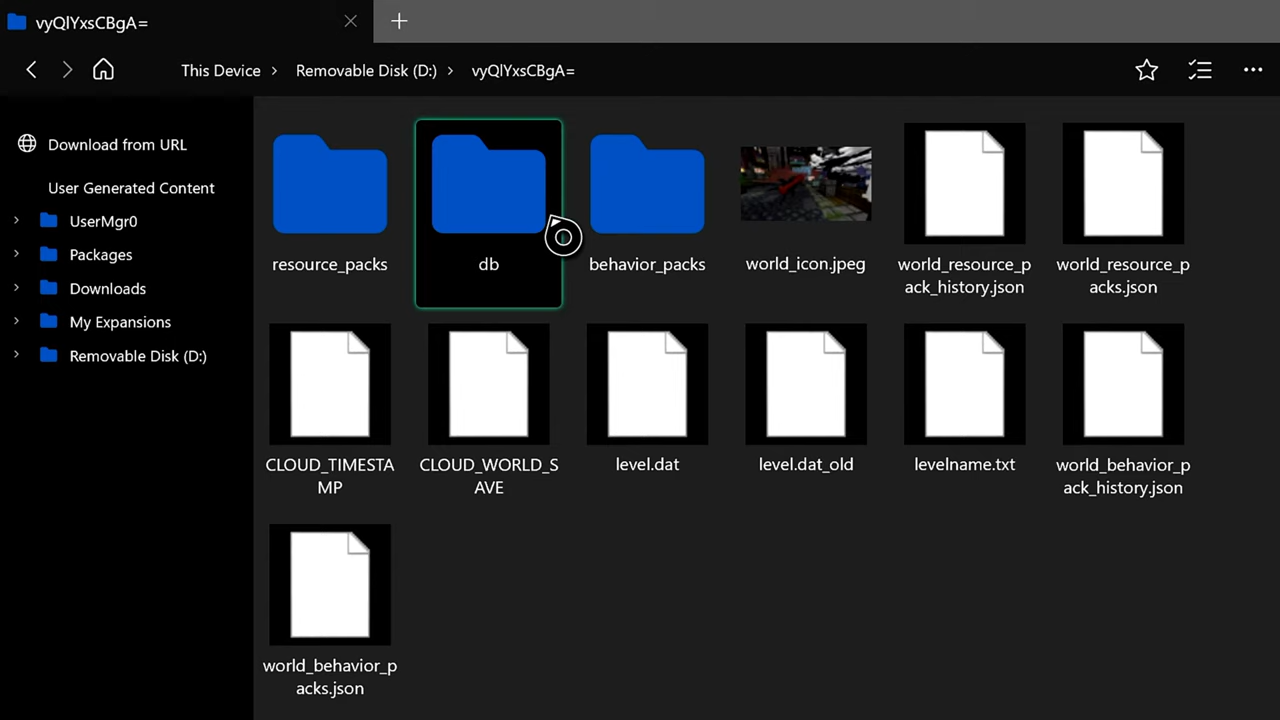 vyQlYxsCBgA=
This Device
Removable Disk (D:)
vyQlYxsCBgA=
Download from URL
User Generated Content
UserMgr0
Packages
Downloads
My Expansions
Removable Disk (D:)
resource_packs
db
behavior_packs
world_icon.jpeg
world_resource_p
ack_history.json
world_resource_p
acks.json
CLOUD_TIMESTA
MP
CLOUD_WORLD_S
AVE
level.dat
level.dat_old
levelname.txt
world_behavior_p
ack_history.json
world_behavior_p
acks.json